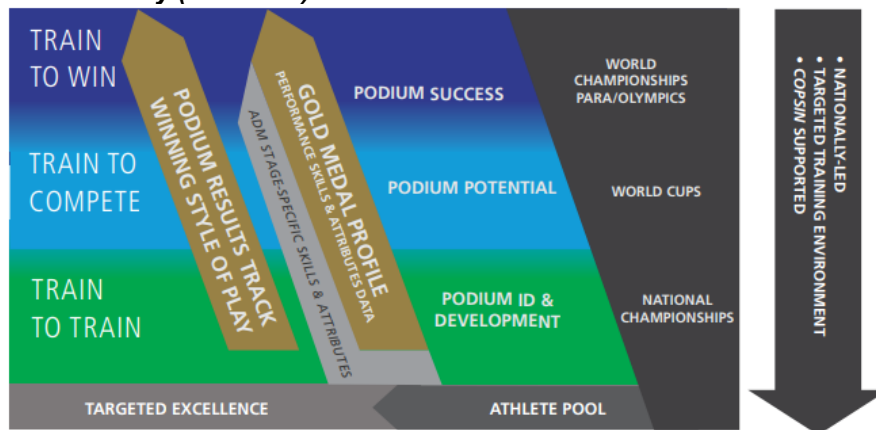 TRAIN
TO WIN
TRAIN TO
COMPETE
TRAIN
TO TRAIN
PODIUM RESULTS TRACK
WINNING STYLE OF PLAY
ADM STAGE-SPECIFIC SKILLS & ATTRIBUTES
GOLD MEDAL PROFILE
PERFORMANCE SKILLS & ATTRIBUTES DATA
PODIUM SUCCESS
PODIUM POTENTIAL
PODIUM ID &
DEVELOPMENT
WORLD
CHAMPIONSHIPS
PARA/OLYMPICS
WORLD CUPS
NATIONAL
CHAMPIONSHIPS
• NATIONALLY-LED
• TARGETED TRAINING ENVIRONMENT
• COPSIN SUPPORTED
TARGETED EXCELLENCE
ATHLETE POOL